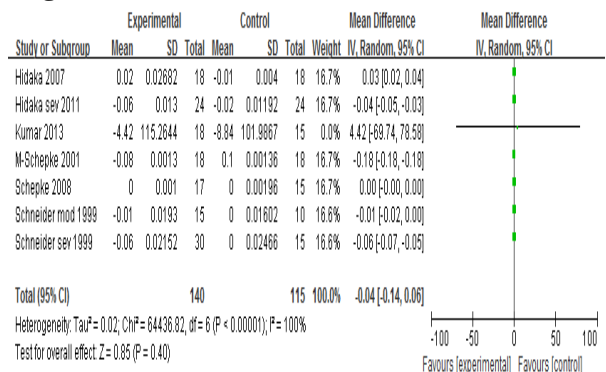 Experimental Control Mean Difference Mean Difference
Study or Subgroup Mean SD Total Mean SD Total Weight IV, Random, 95% CI IV, Random, 95% CI
Hidaka 2007 0.02 0.02682 18 -0.01 0.004 18 16.7% 0.03 [0.02, 0.04]
Hidaka sev 2011 -0.06 0.013 24 -0.02 0.01192 24 16.7% -0.04 [-0.05, -0.03]
Kumar 2013 -4.42 115.2644 18 -8.84 101.9867 15 0.0% 4.42 [-69.74, 78.58]
M-Schepke 2001 -0.08 0.0013 18 0.1 0.00136 18 16.7% -0.18 [-0.18, -0.18]
Schepke 2008 0 0.001 17 0 0.00196 15 16.7% 0.00 [-0.00, 0.00]
Schneider mod 1999 -0.01 0.0193 15 0 0.01602 10 16.6% -0.01 [-0.02, 0.00]
Schneider sev 1999 -0.06 0.02152 30 0 0.02466 15 16.6% -0.06 [-0.07, -0.05]
Total (95% CI) 140 115 100.0% -0.04 [-0.14, 0.06]
Heterogeneity: Tau² = 0.02; Chi² = 64436.82, df = 6 (P < 0.00001); I² = 100%
Test for overall effect: Z = 0.85 (P = 0.40)
-100 -50 0 50 100
Favours [experimental] Favours [control]